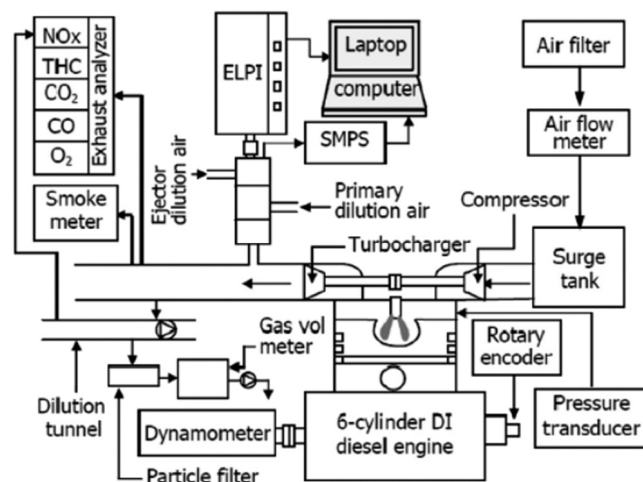 NOx
THC
CO₂
CO
O₂
Exhaust analyzer
ELPI
Laptop
computer
Air filter
SMPS
Air flow
meter
Smoke
meter
Ejector
dilution air
Primary
dilution air
Compressor
Turbocharger
Surge
tank
Gas vol
meter
Rotary
encoder
Dilution
tunnel
Dynamometer
6-cylinder DI
diesel engine
Pressure
transducer
Particle filter